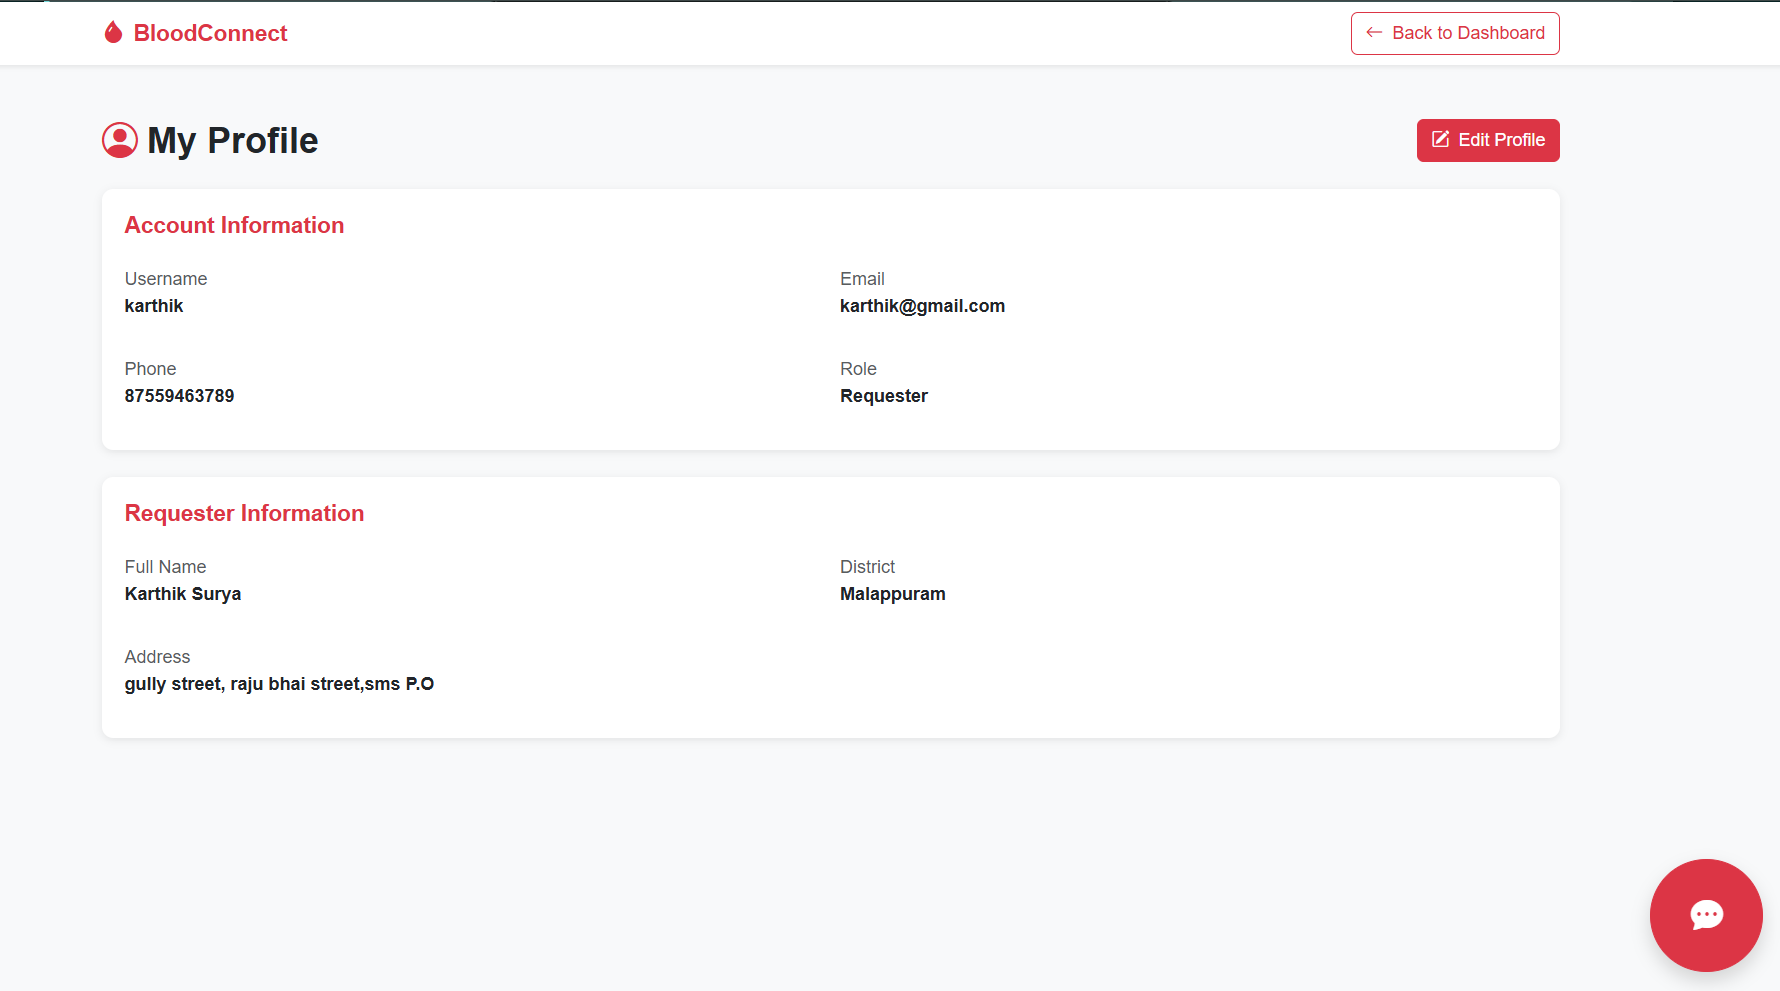 BloodConnect
Back to Dashboard
My Profile
Edit Profile
Account Information
Username
karthik
Email
karthik@gmail.com
Phone
87559463789
Role
Requester
Requester Information
Full Name
Karthik Surya
District
Malappuram
Address
gully street, raju bhai street,sms P.O